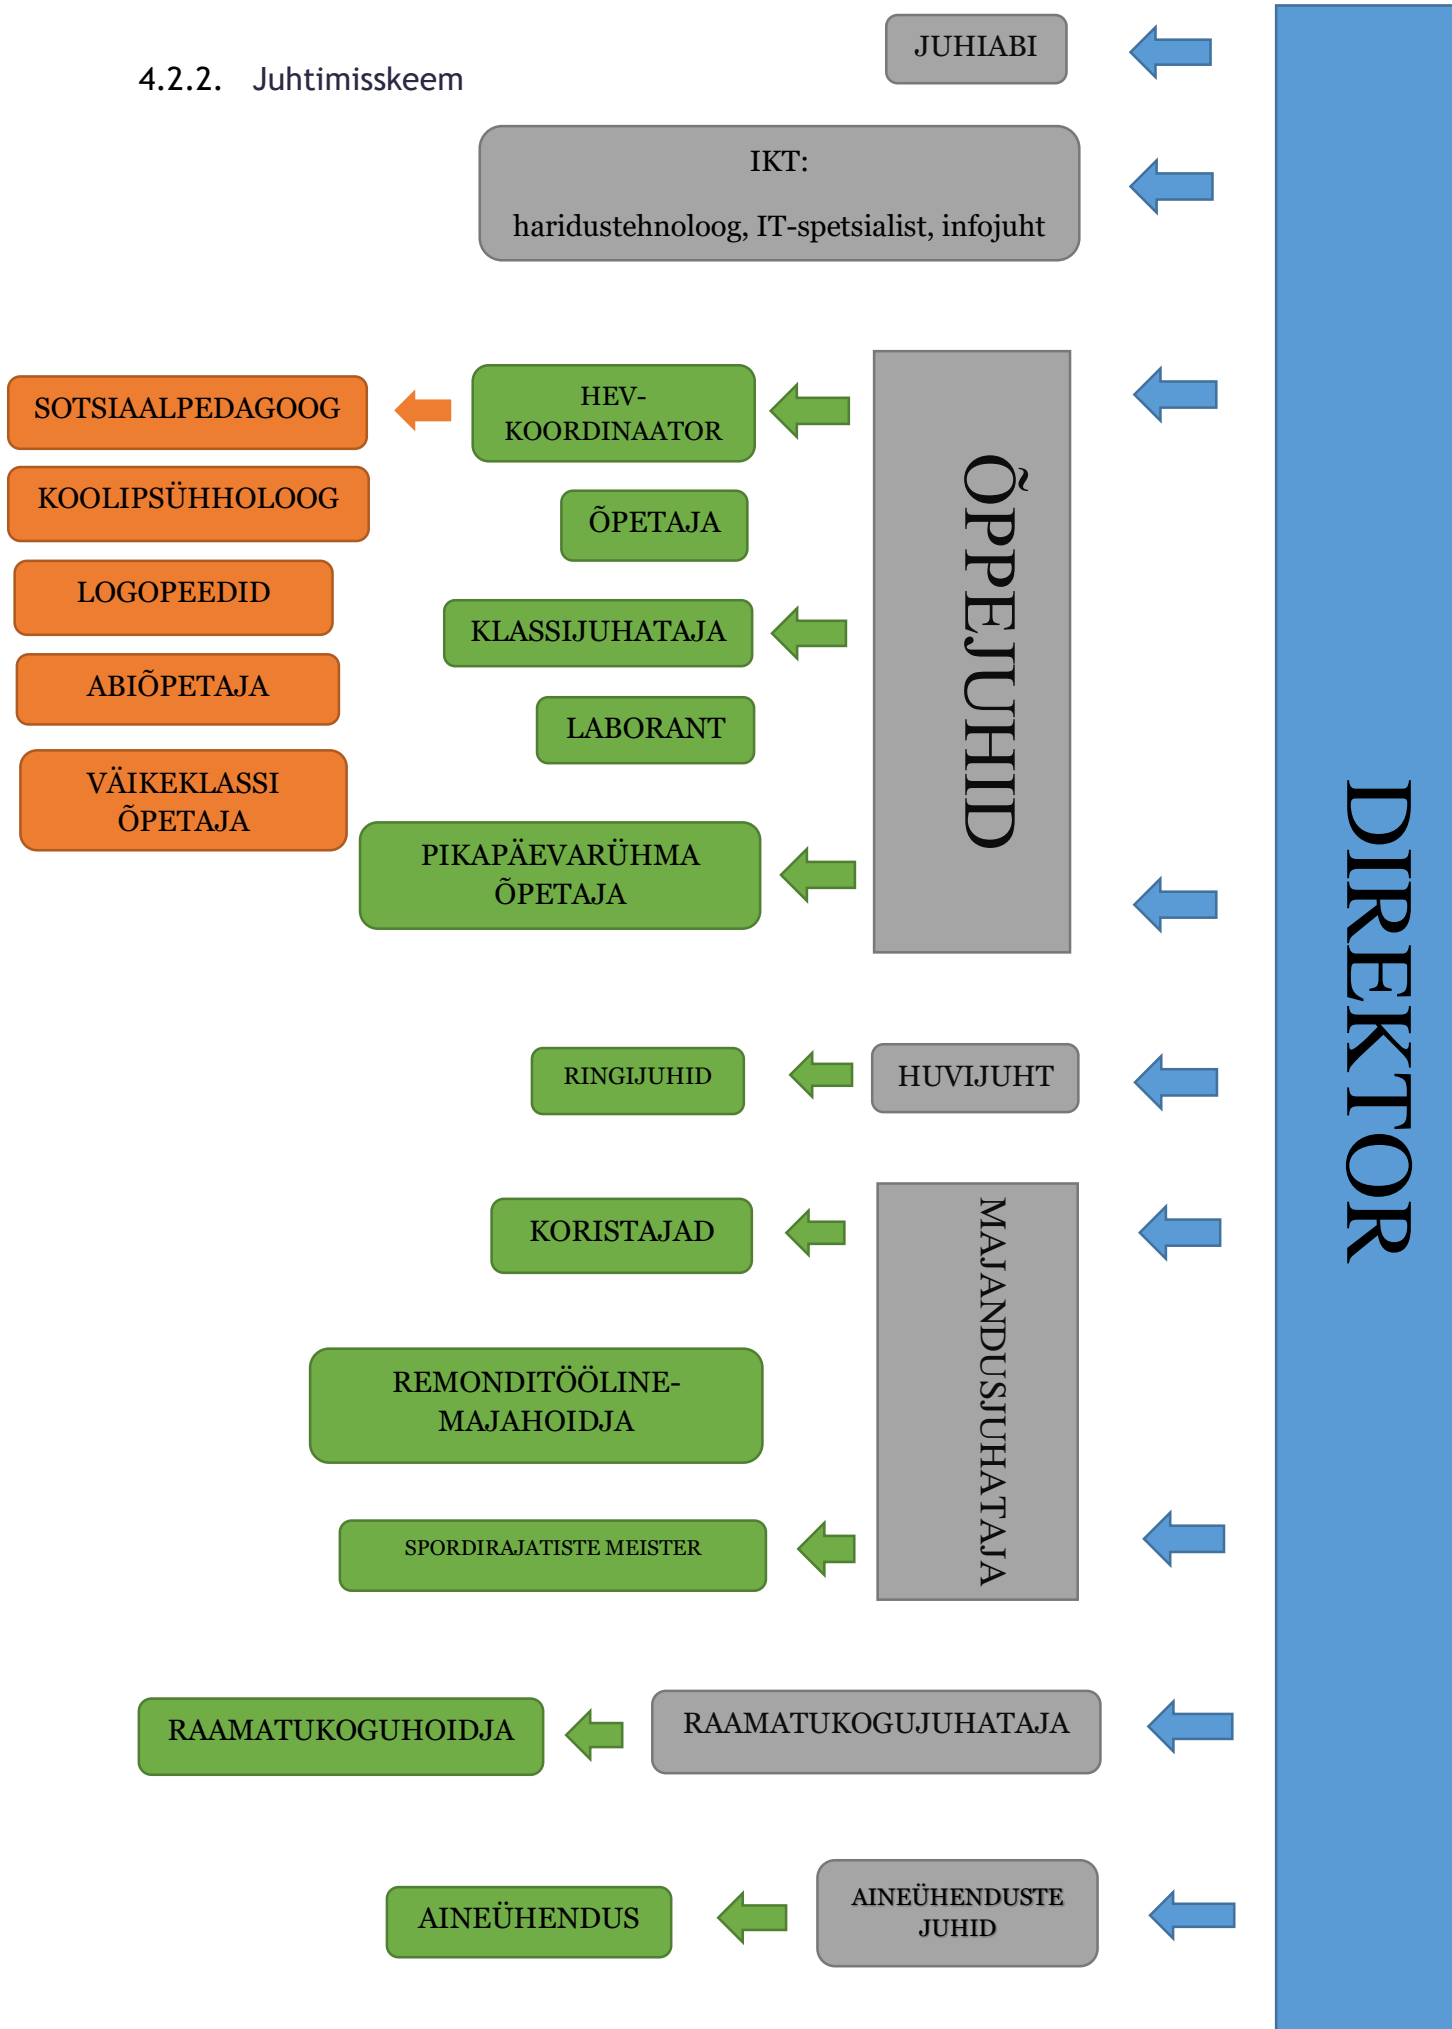 JUHIABI
4.2.2. Juhtimisskeem
IKT:
haridustehnoloog, IT-spetsialist, infojuht
SOTSIAALPEDAGOOG
HEV-
KOORDINAATOR
KOOLIPSÜHHOLOOG
ÕPETAJA
LOGOPEEDID
KLASSIJUHATAJA
ABIÕPETAJA
LABORANT
VÄIKEKLASSI
ÕPETAJA
PIKAPÄEVARÜHMA
ÕPETAJA
ÕPPEJUHID
DIREKTOR
RINGIJUHID
HUVIJUHT
KORISTAJAD
REMONDITÖÖLINE-
MAJAHOIDJA
SPORDIRAJATISTE MEISTER
MAJANDUSJUHATAJA
RAAMATUKOGUHOIDJA
RAAMATUKOGUJUHATAJA
AINEÜHENDUS
AINEÜHENDUSTE
JUHID